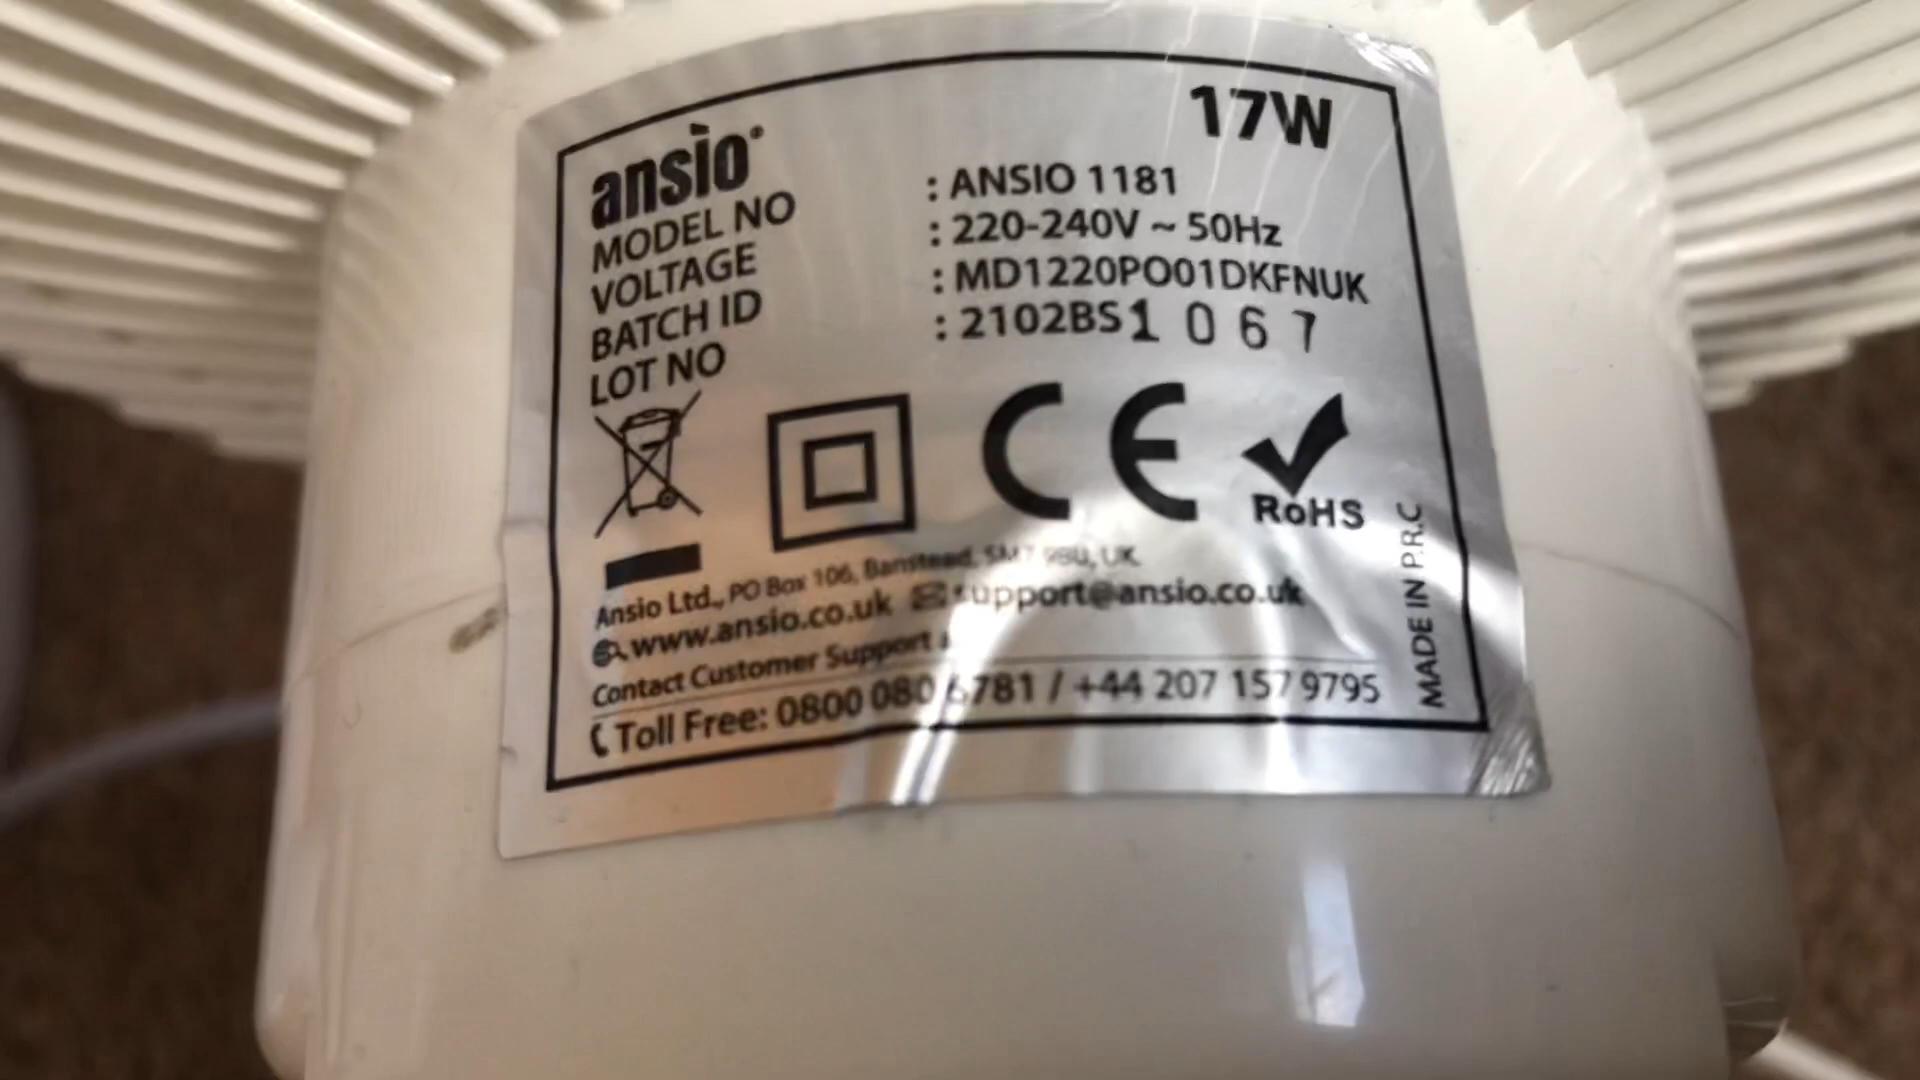 17W
ansio
MODEL NO : ANSIO 1181
VOLTAGE : 220-240V ~ 50Hz
BATCH ID : MD1220PO01DKFNUK
LOT NO : 2102BS1067
CE
RoHS
MADE IN P.R.C
Ansio Ltd., PO Box 106, Banstead, SM7 9BU, UK
www.ansio.co.uk support@ansio.co.uk
Contact Customer Support
Toll Free: 0800 080 6781 / +44 207 157 9795